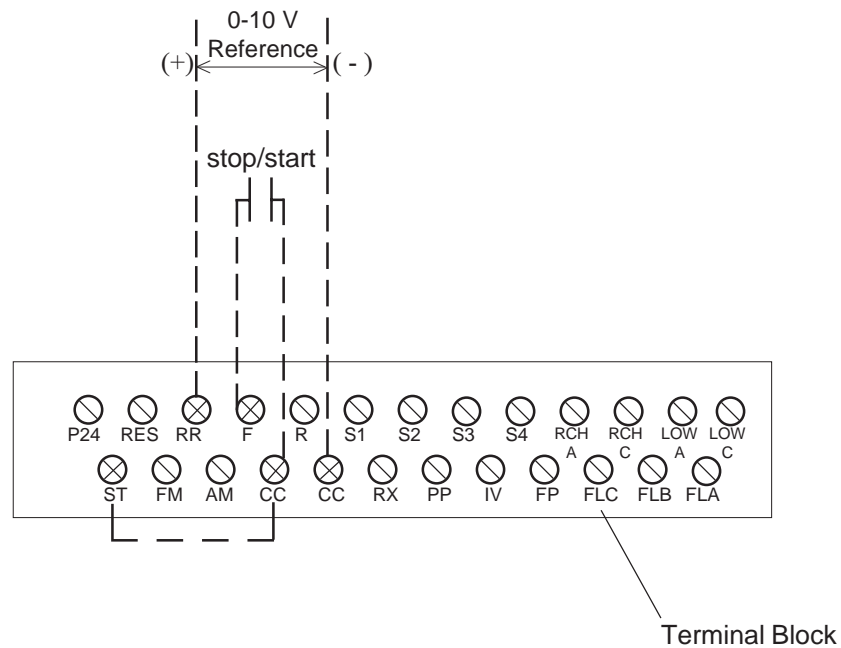 0-10 V
Reference
(+)
( - )
stop/start
P24 RES RR F R S1 S2 S3 S4 RCH A RCH C LOW A LOW C
ST FM AM CC CC RX PP IV FP FLC FLB FLA
Terminal Block